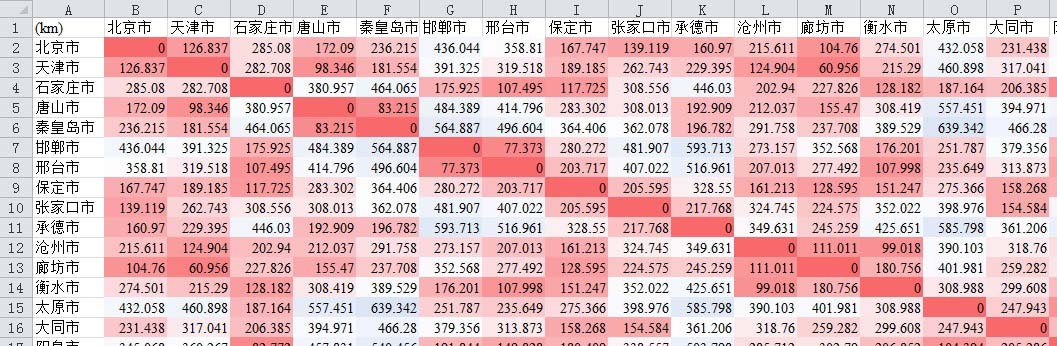 A B C D E F G H I J K L M N O P
1 (km) 北京市 天津市 石家庄市 唐山市 秦皇岛市 邯郸市 邢台市 保定市 张家口市 承德市 沧州市 廊坊市 衡水市 太原市 大同市
2 北京市 0 126.837 285.08 172.09 236.215 436.044 358.81 167.747 139.119 160.97 215.611 104.76 274.501 432.058 231.438
3 天津市 126.837 0 282.708 98.346 181.554 391.325 319.518 189.185 262.743 229.395 124.904 60.956 215.29 460.898 317.041
4 石家庄市 285.08 282.708 0 380.957 464.065 175.925 107.495 117.725 308.556 446.03 202.94 227.826 128.182 187.164 206.385
5 唐山市 172.09 98.346 380.957 0 83.215 484.389 414.796 283.302 308.013 192.909 212.037 155.47 308.419 557.451 394.971
6 秦皇岛市 236.215 181.554 464.065 83.215 0 564.887 496.604 364.406 362.078 196.782 291.758 237.708 389.529 639.342 466.28
7 邯郸市 436.044 391.325 175.925 484.389 564.887 0 77.373 280.272 481.907 593.713 273.157 352.568 176.201 251.787 379.356
8 邢台市 358.81 319.518 107.495 414.796 496.604 77.373 0 203.717 407.022 516.961 207.013 277.492 107.998 235.649 313.873
9 保定市 167.747 189.185 117.725 283.302 364.406 280.272 203.717 0 205.595 328.55 161.213 128.595 151.247 275.366 158.268
10 张家口市 139.119 262.743 308.556 308.013 362.078 481.907 407.022 205.595 0 217.768 324.745 224.575 352.022 398.976 154.584
11 承德市 160.97 229.395 446.03 192.909 196.782 593.713 516.961 328.55 217.768 0 349.631 245.259 425.651 585.798 361.206
12 沧州市 215.611 124.904 202.94 212.037 291.758 273.157 207.013 161.213 324.745 349.631 0 111.011 99.018 390.103 318.76
13 廊坊市 104.76 60.956 227.826 155.47 237.708 352.568 277.492 128.595 224.575 245.259 111.011 0 180.756 401.981 259.282
14 衡水市 274.501 215.29 128.182 308.419 389.529 176.201 107.998 151.247 352.022 425.651 99.018 180.756 0 308.988 299.608
15 太原市 432.058 460.898 187.164 557.451 639.342 251.787 235.649 275.366 398.976 585.798 390.103 401.981 308.988 0 247.943
16 大同市 231.438 317.041 206.385 394.971 466.28 379.356 313.873 158.268 154.584 361.206 318.76 259.282 299.608 247.943 0